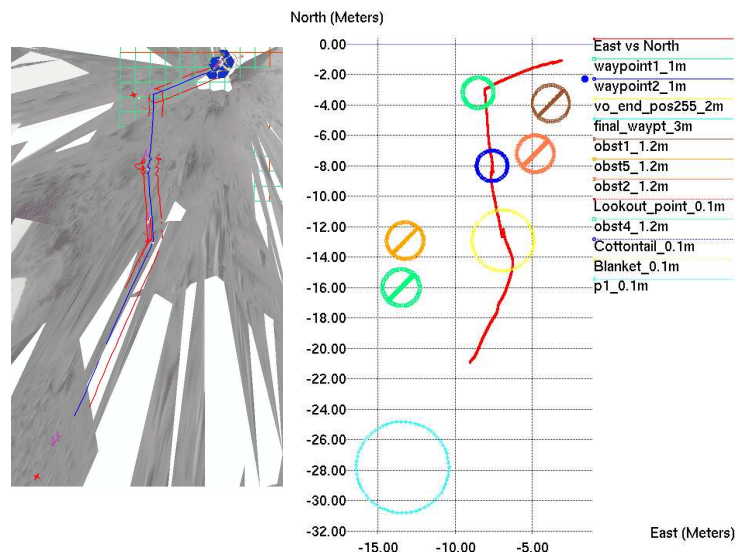 North (Meters)
0.00
-2.00
-4.00
-6.00
-8.00
-10.00
-12.00
-14.00
-16.00
-18.00
-20.00
-22.00
-24.00
-26.00
-28.00
-30.00
-32.00
-15.00 -10.00 -5.00
East (Meters)
East vs North
waypoint1_1m
waypoint2_1m
vo_end_pos255_2m
final_waypt_3m
obst1_1.2m
obst5_1.2m
obst2_1.2m
Lookout_point_0.1m
obst4_1.2m
Cottontail_0.1m
Blanket_0.1m
p1_0.1m